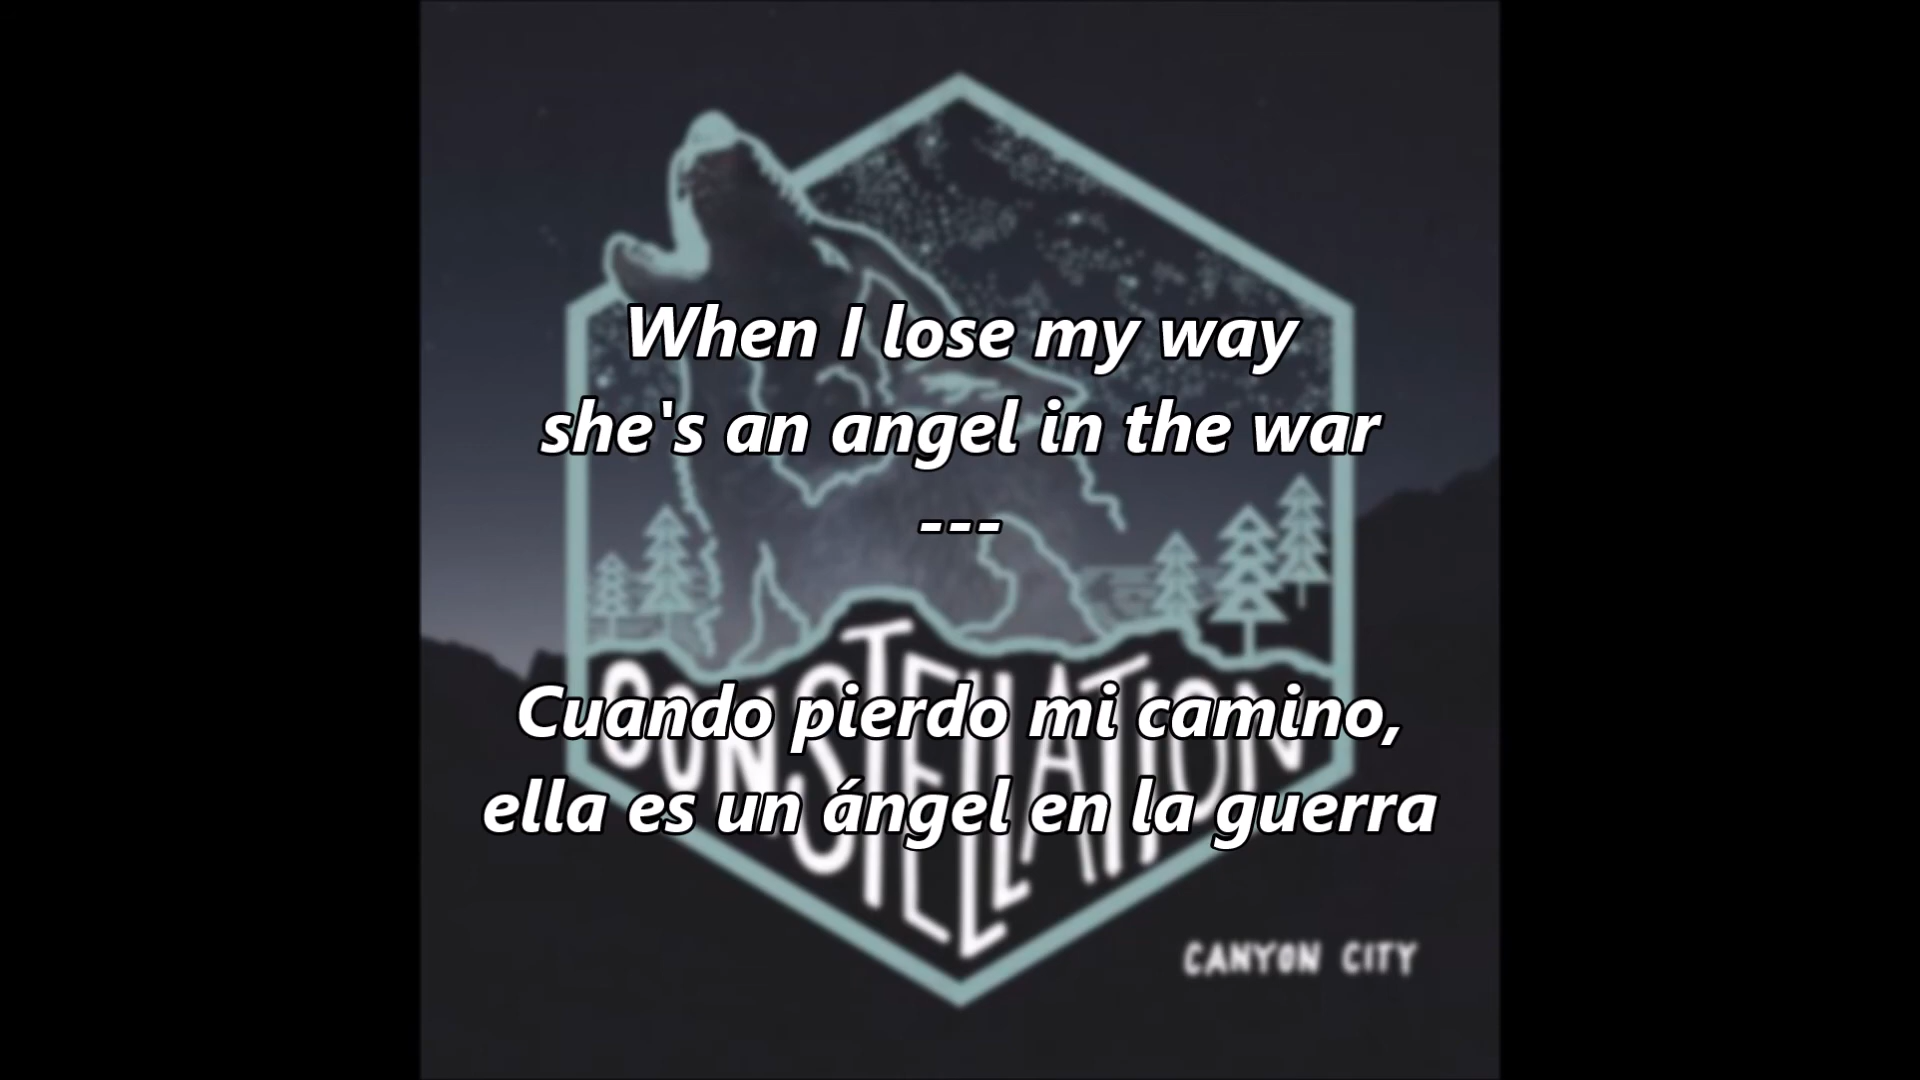 When I lose my way
she's an angel in the war
---
Cuando pierdo mi camino,
ella es un ángel en la guerra
CONSTELLATION
CANYON CITY